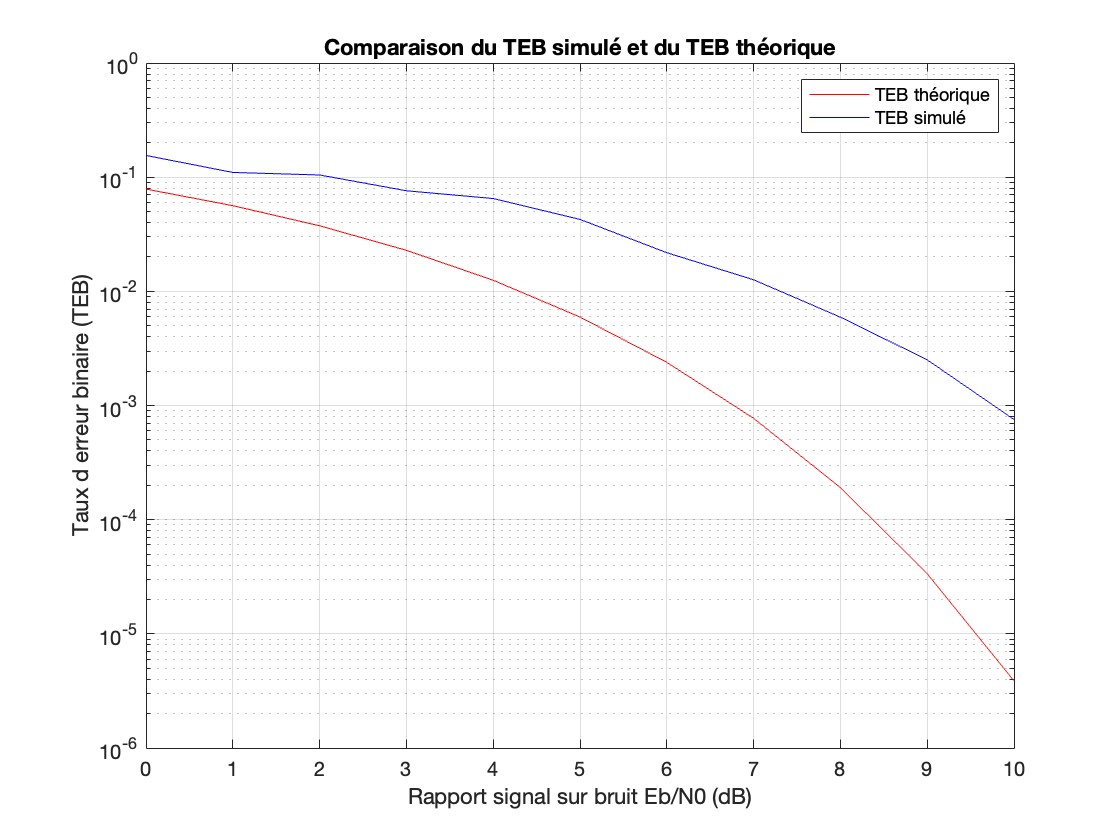 Comparaison du TEB simulé et du TEB théorique
10^0
10^-1
10^-2
10^-3
10^-4
10^-5
10^-6
TEB théorique
TEB simulé
Taux d erreur binaire (TEB)
0 1 2 3 4 5 6 7 8 9 10
Rapport signal sur bruit Eb/N0 (dB)